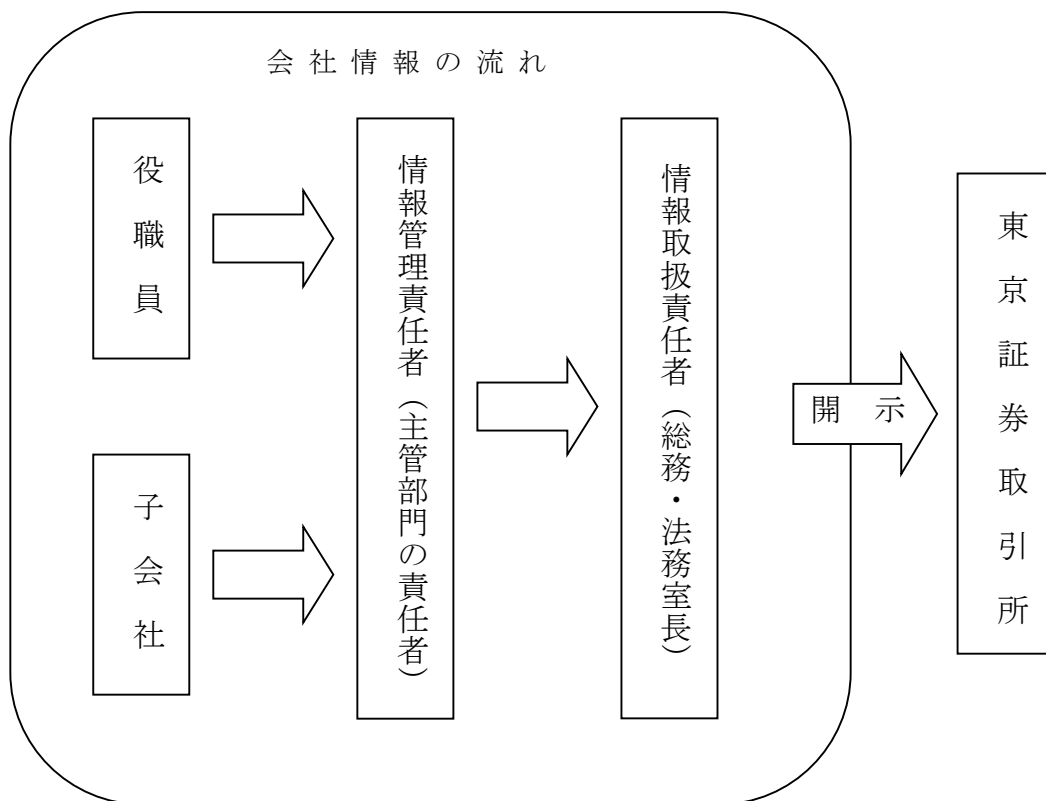 会社情報の流れ
役職員
子会社
情報管理責任者（主管部門の責任者）
情報取扱責任者（総務・法務室長）
開示
東京証券取引所